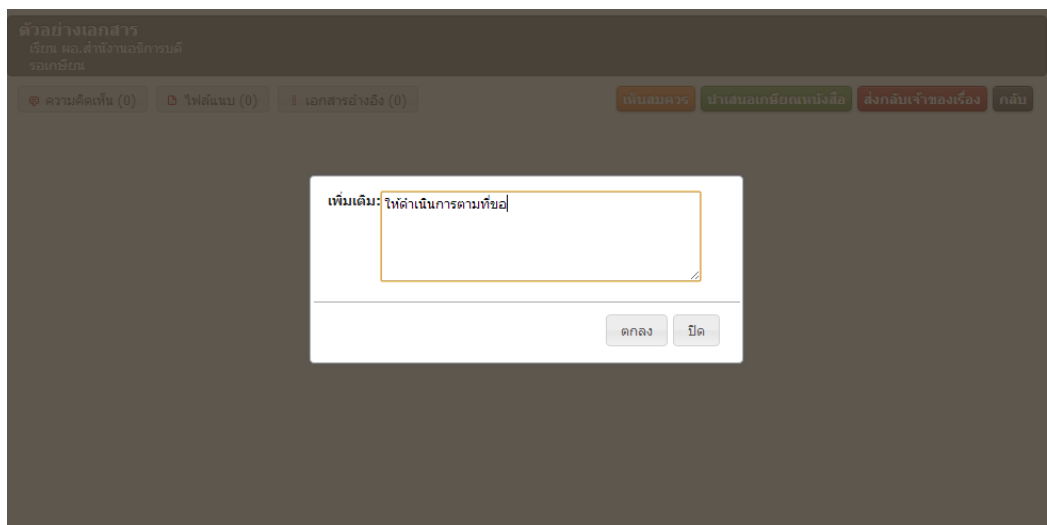 ตัวอย่างเอกสาร
เรียน ผอ.สำนักงานอธิการบดี
รอเกษียน
ความคิดเห็น (0) ไฟล์แนบ (0) เอกสารอ้างอิง (0) เห็นสมควร นำเสนอเกษียณหนังสือ ส่งกลับเจ้าของเรื่อง กลับ
เพิ่มเติม: ให้ดำเนินการตามที่ขอ
ตกลง ปิด